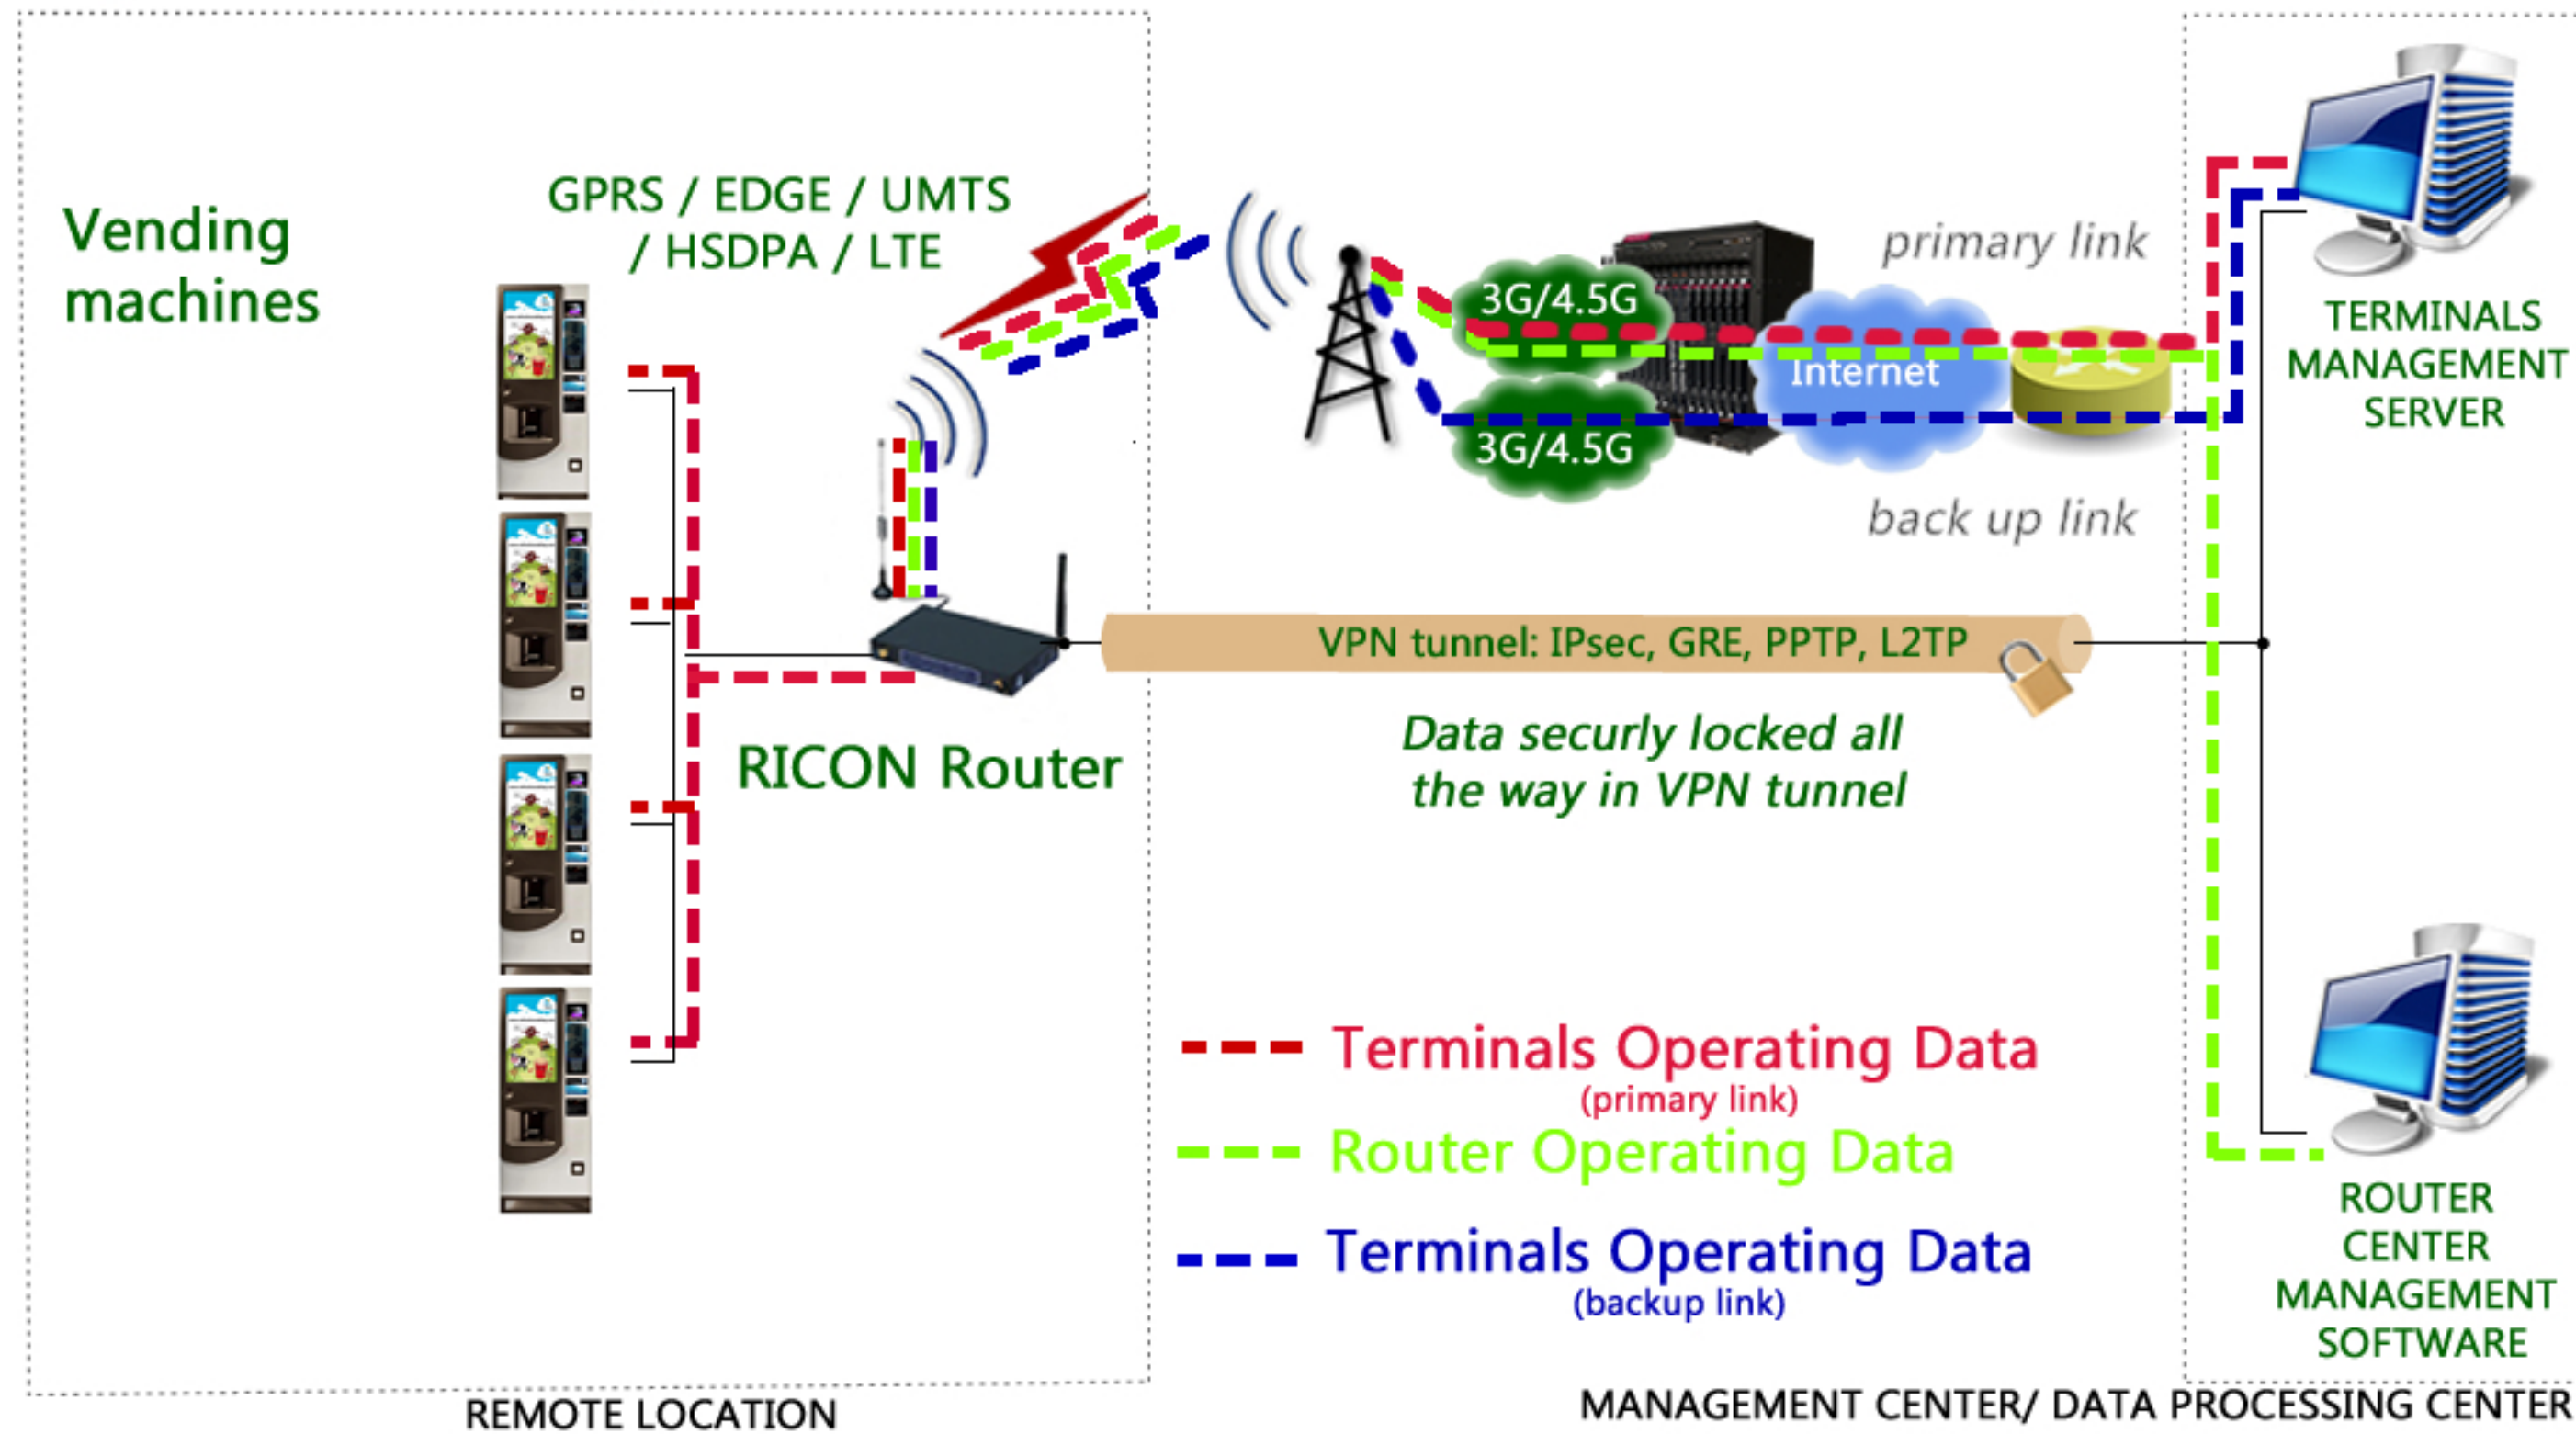 Vending
machines
GPRS / EDGE / UMTS
/ HSDPA / LTE
3G/4.5G
3G/4.5G
Internet
primary link
back up link
TERMINALS
MANAGEMENT
SERVER
VPN tunnel: IPsec, GRE, PPTP, L2TP
Data securly locked all
the way in VPN tunnel
RICON Router
Terminals Operating Data
(primary link)
Router Operating Data
Terminals Operating Data
(backup link)
ROUTER
CENTER
MANAGEMENT
SOFTWARE
REMOTE LOCATION
MANAGEMENT CENTER/ DATA PROCESSING CENTER